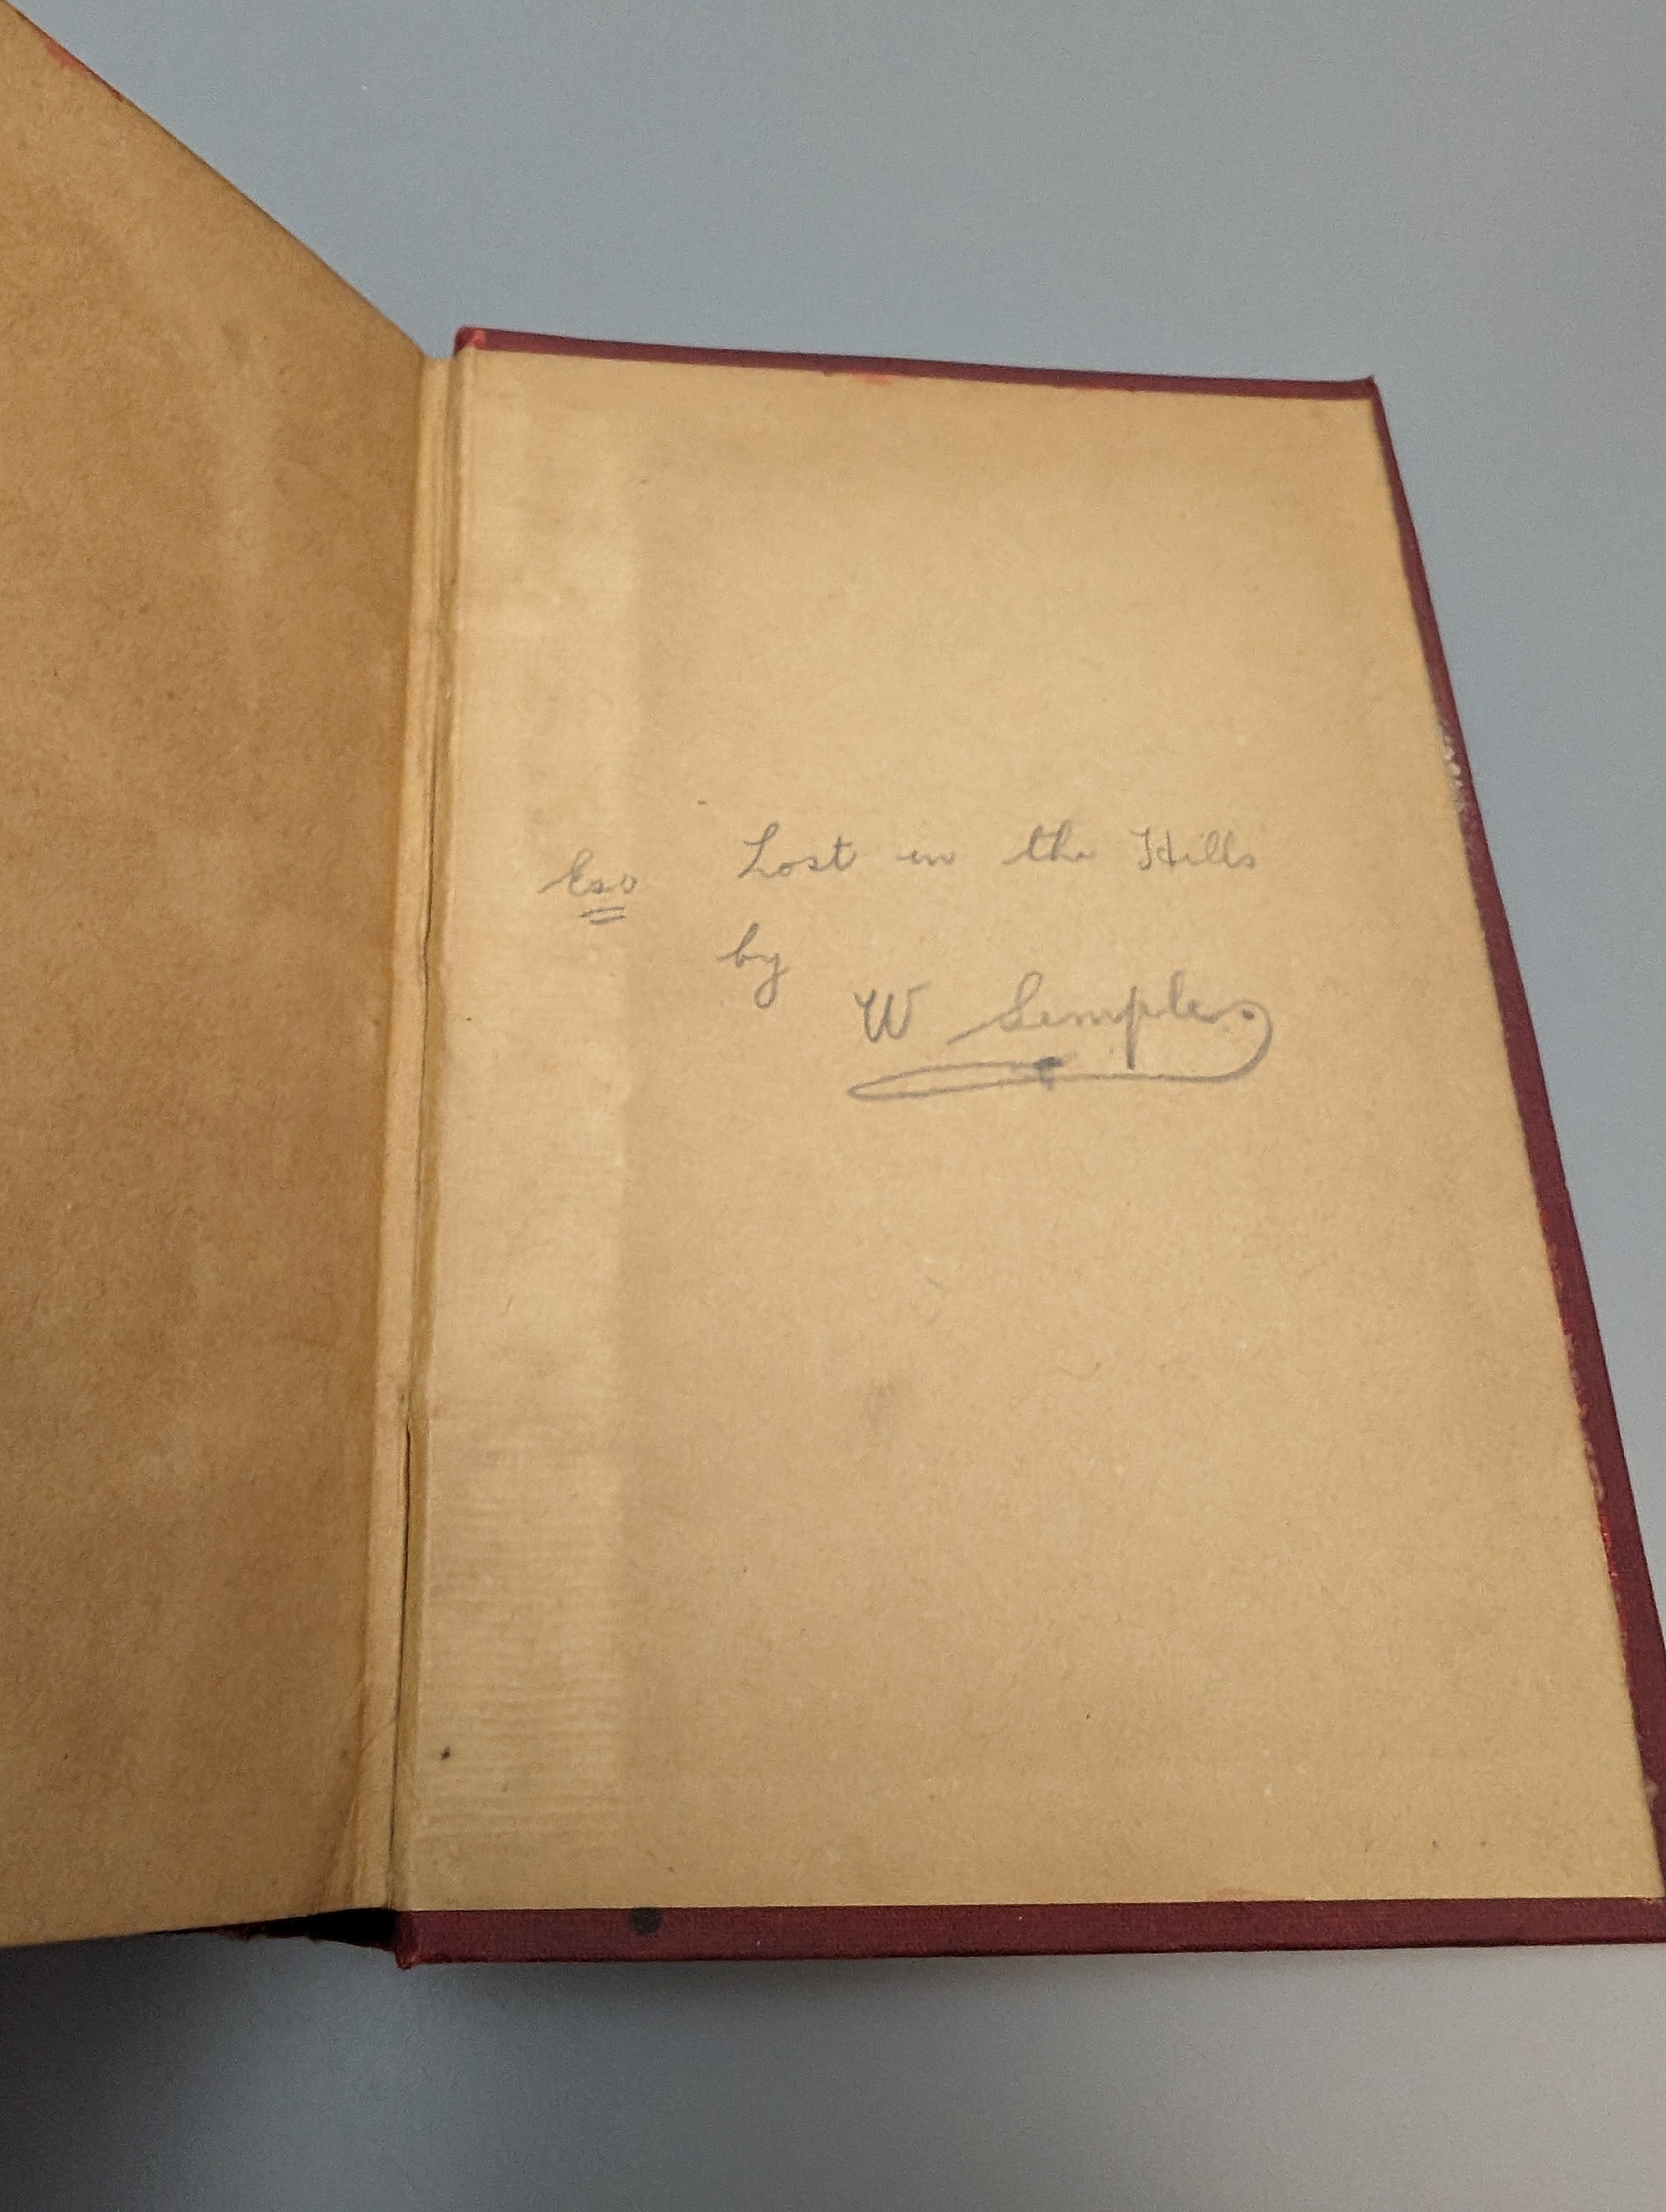 Lost in the Hills
by
W Semple